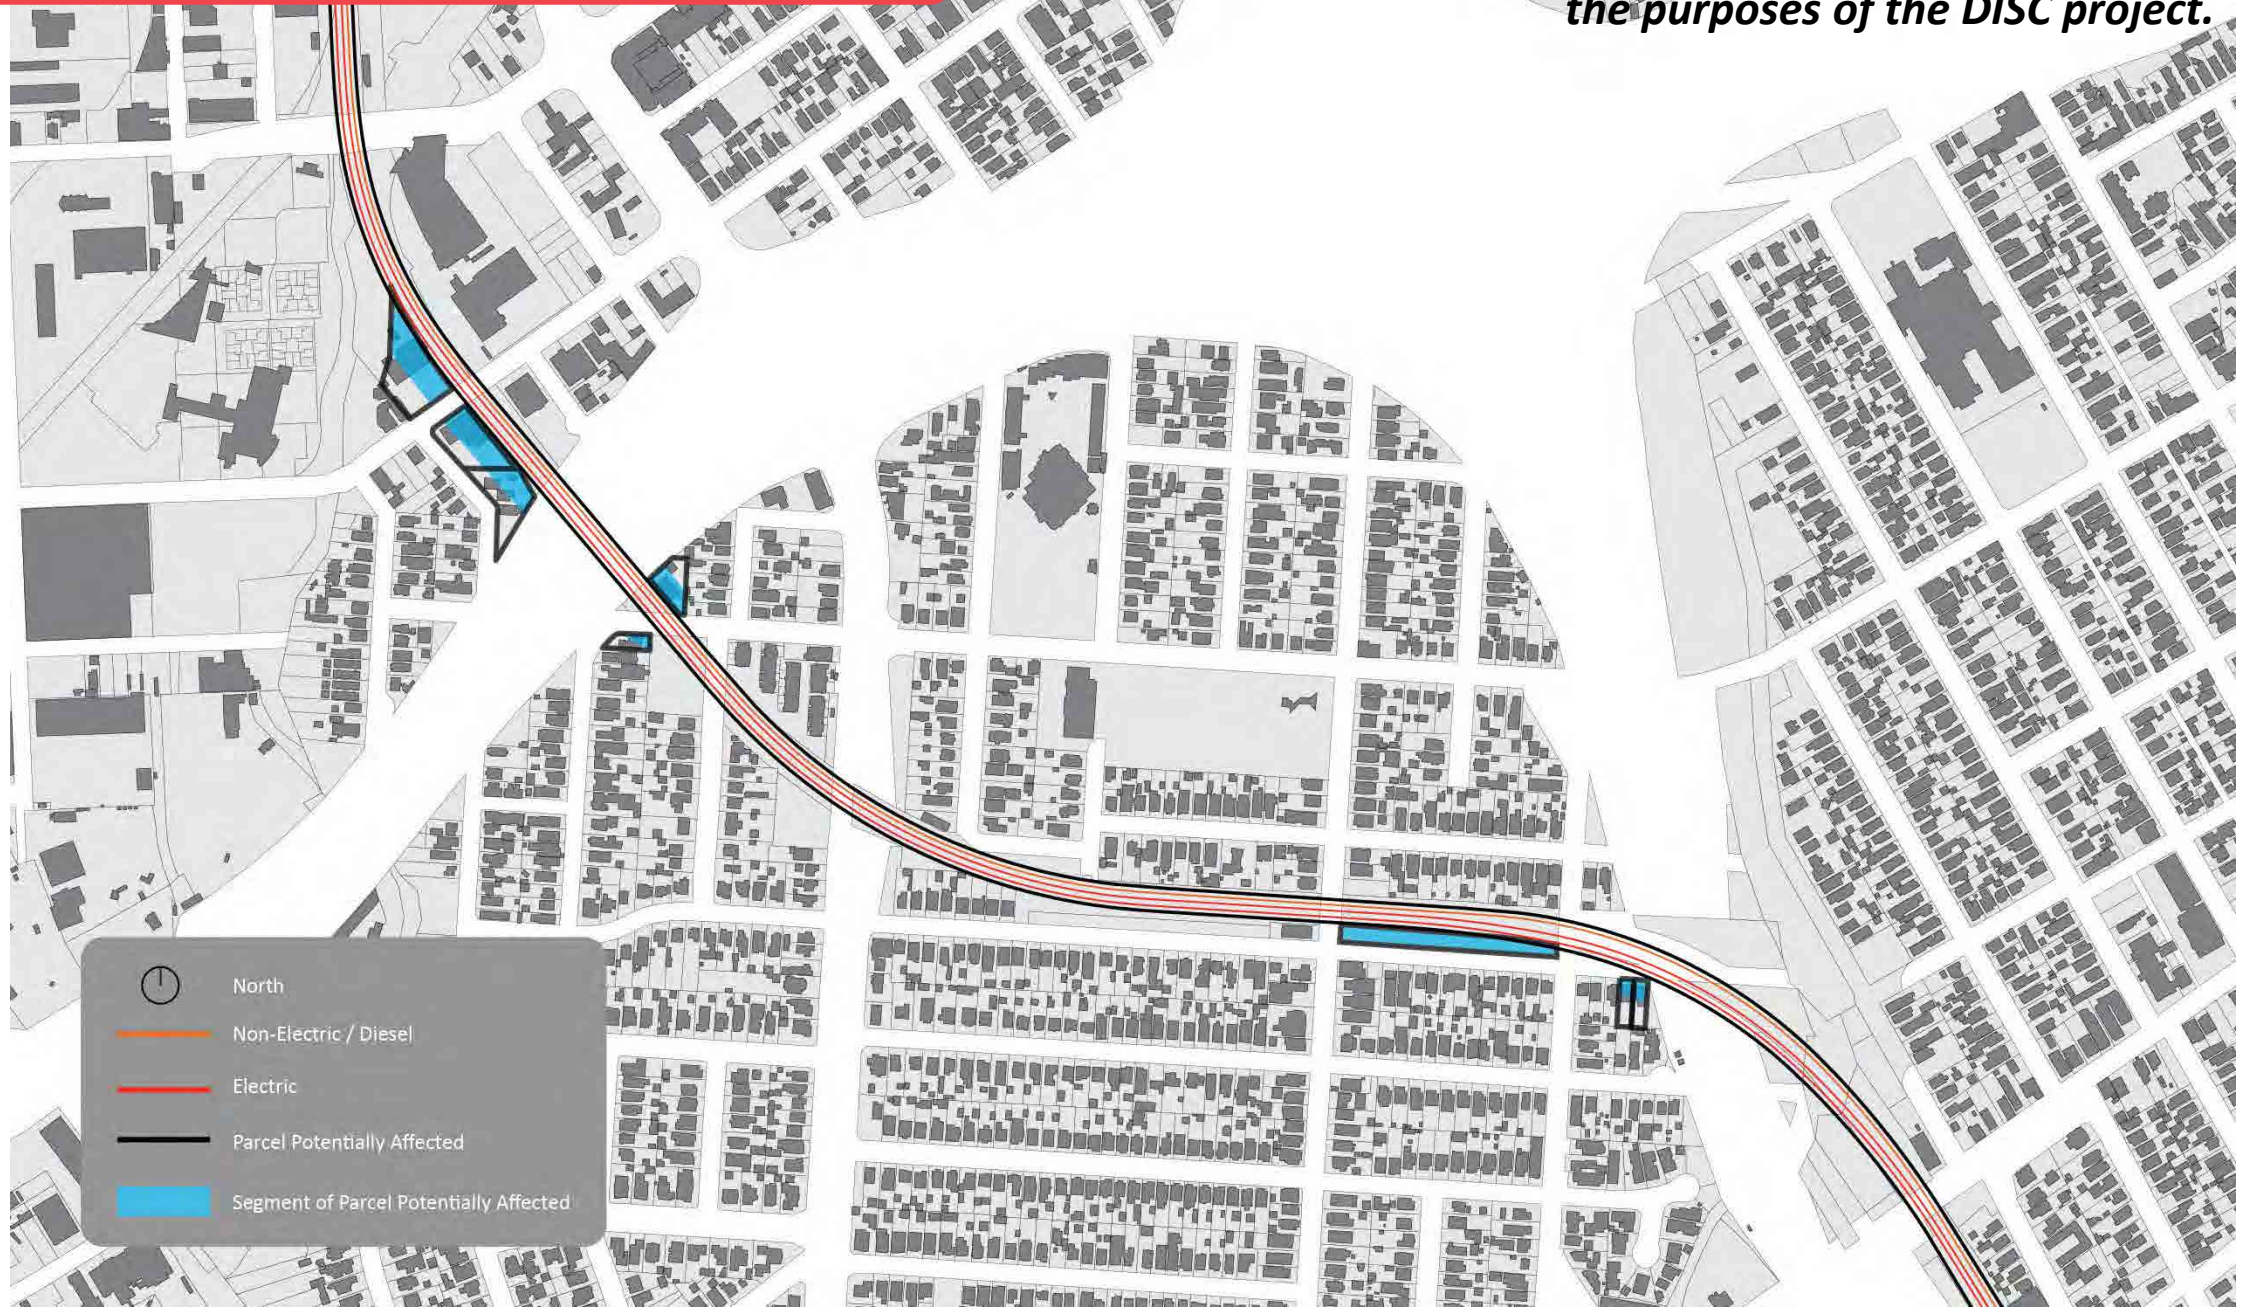 the purposes of the DISC project.
North
Non-Electric / Diesel
Electric
Parcel Potentially Affected
Segment of Parcel Potentially Affected